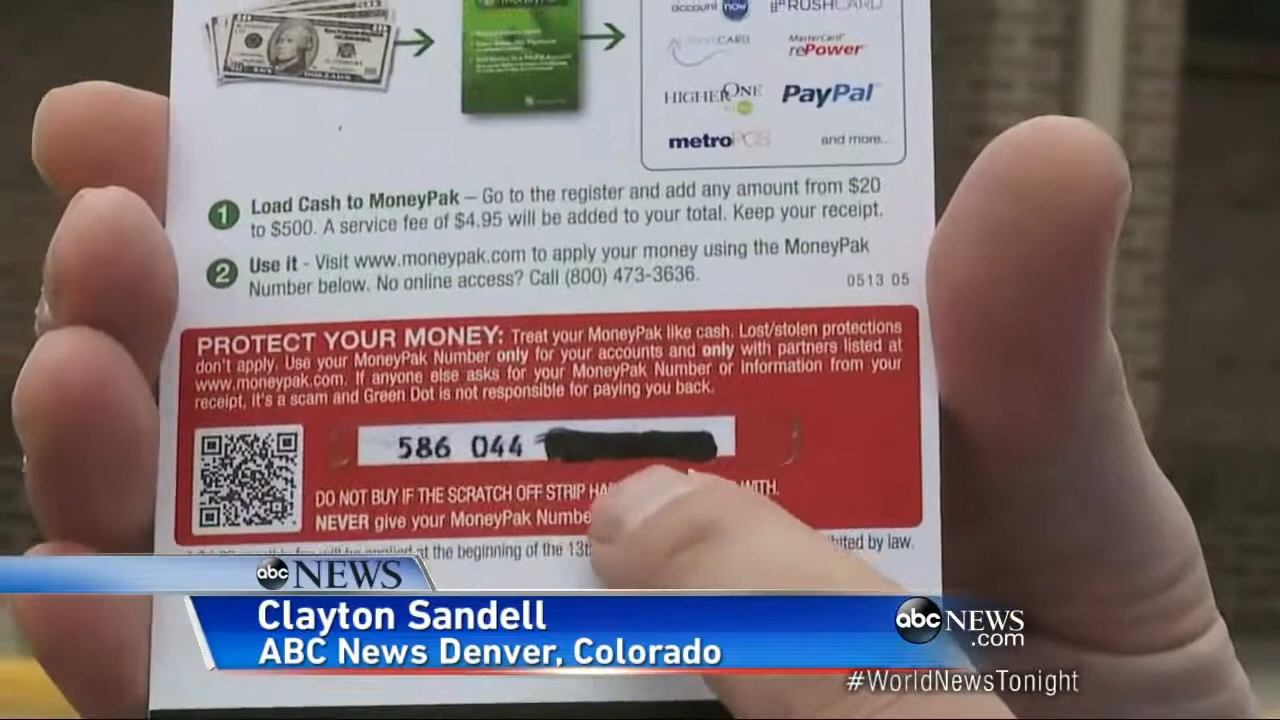 account now RUSHCARD
MasterCard
rePower
HIGHERONE PayPal
metroPCS and more...
1 Load Cash to MoneyPak – Go to the register and add any amount from $20
to $500. A service fee of $4.95 will be added to your total. Keep your receipt.
2 Use it - Visit www.moneypak.com to apply your money using the MoneyPak
Number below. No online access? Call (800) 473-3636.
0513 05
PROTECT YOUR MONEY: Treat your MoneyPak like cash. Lost/stolen protections
don't apply. Use your MoneyPak Number only for your accounts and only with partners listed at
www.moneypak.com. If anyone else asks for your MoneyPak Number or information from your
receipt, it's a scam and Green Dot is not responsible for paying you back.
586 044
DO NOT BUY IF THE SCRATCH OFF STRIP HA WITH.
NEVER give your MoneyPak Numbe
at the beginning of the 13t ibited by law.
abc NEWS
Clayton Sandell
ABC News Denver, Colorado
abc NEWS
.com
#WorldNewsTonight